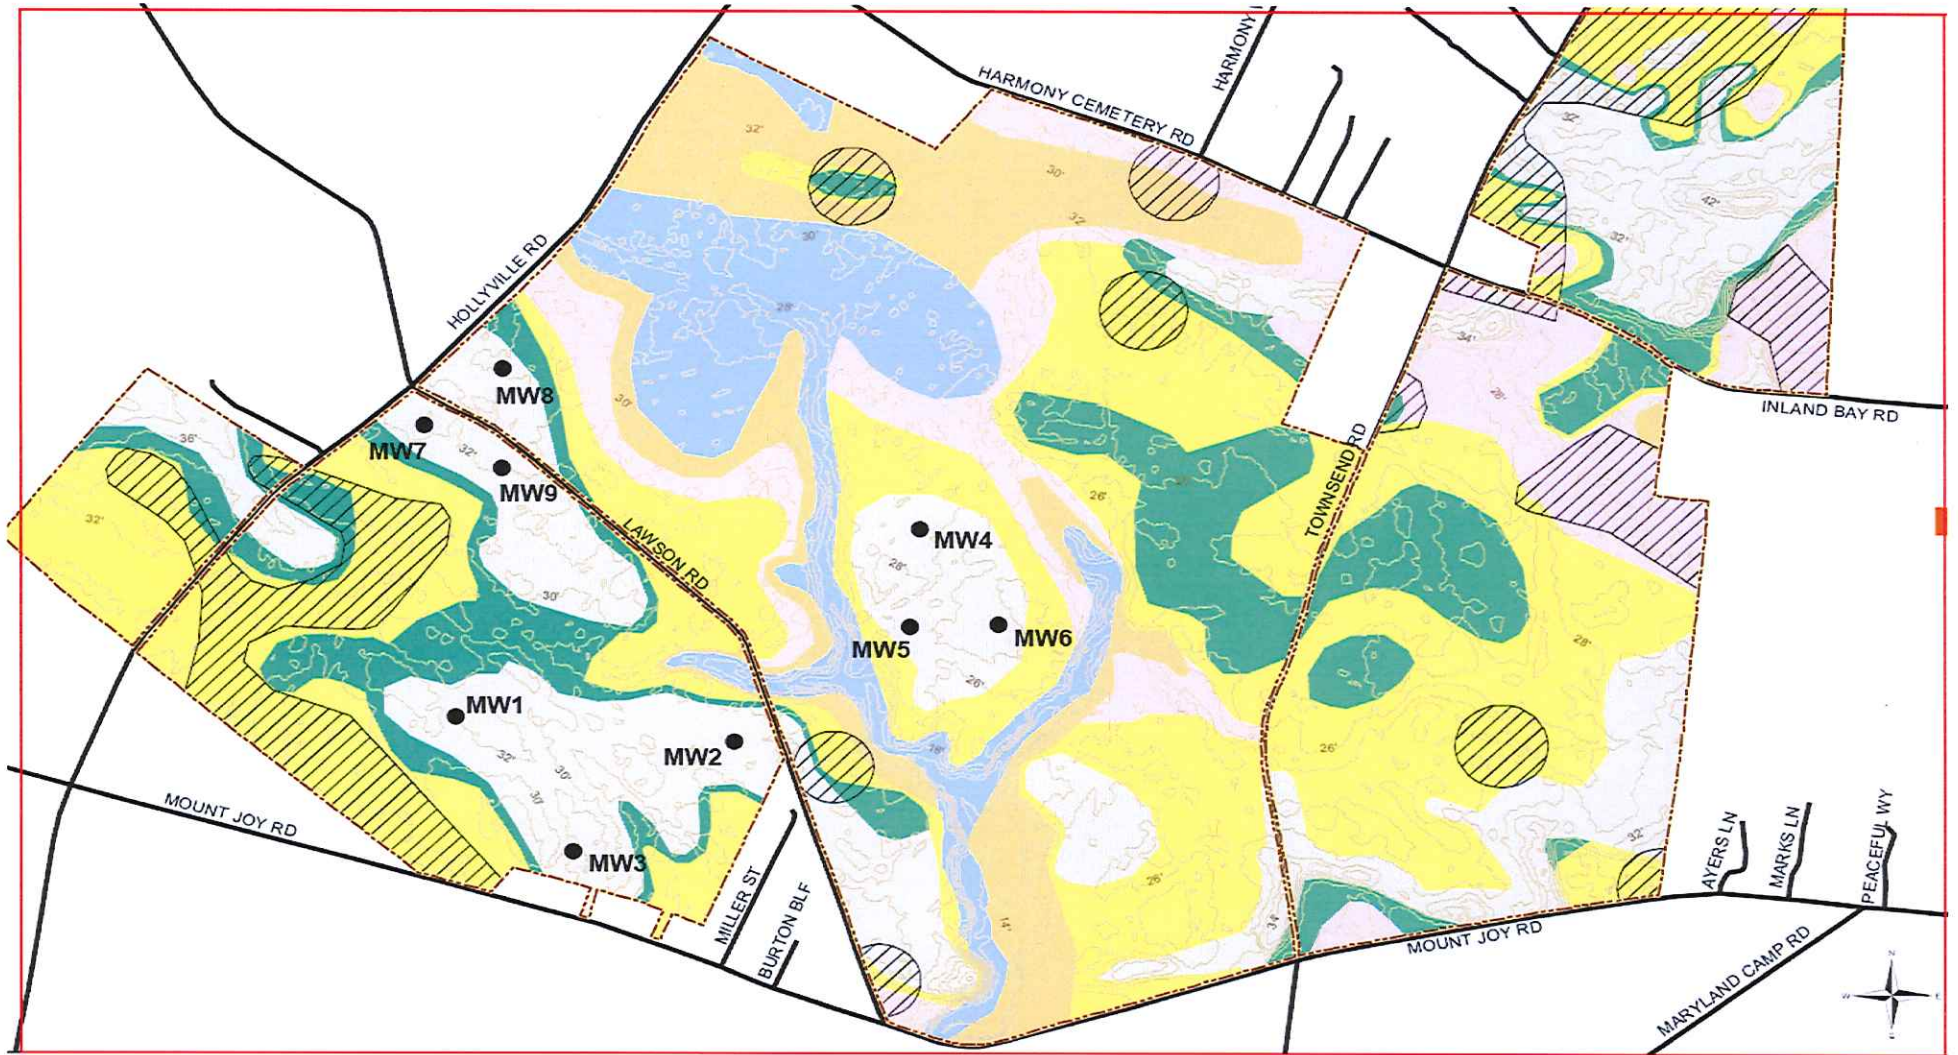 HARMONY
HARMONY CEMETERY RD
32'
30'
32'
32'
42'
32'
HOLLYVILLE RD
30'
28'
34'
28'
30'
INLAND BAY RD
MW8
MW7
36'
32'
MW9
TOWNSEND RD
26'
32'
LAWSON RD
MW4
28'
30'
MW5
MW6
28'
26'
MW1
MW2
26'
32'
30'
30'
MOUNT JOY RD
MW3
26'
32'
AYERS LN
MARKS LN
PEACEFUL WY
MILLER ST
BURTON BLF
14'
34'
MOUNT JOY RD
MARYLAND CAMP RD
N
W
E